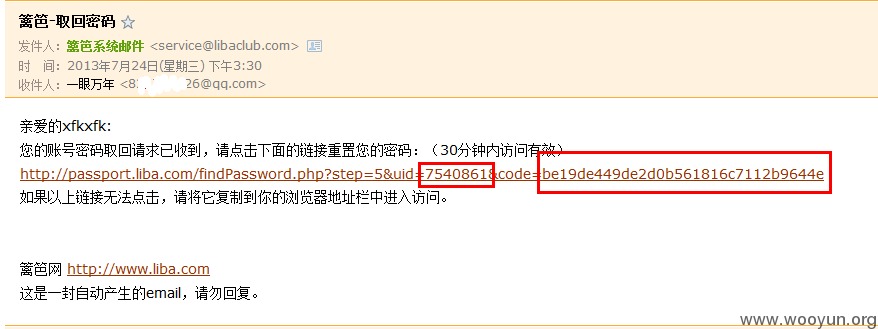 篱笆-取回密码
发件人：篱笆系统邮件 <service@libaclub.com>
时 间：2013年7月24日(星期三) 下午3:30
收件人：一眼万年 <8 26@qq.com>
亲爱的xfkxfk:
您的账号密码取回请求已收到，请点击下面的链接重置您的密码：（30分钟内访问有效）
http://passport.liba.com/findPassword.php?step=5&uid=7540861&code=be19de449de2d0b561816c7112b9644e
如果以上链接无法点击，请将它复制到你的浏览器地址栏中进入访问。
篱笆网 http://www.liba.com
这是一封自动产生的email，请勿回复。
www.wooyun.org